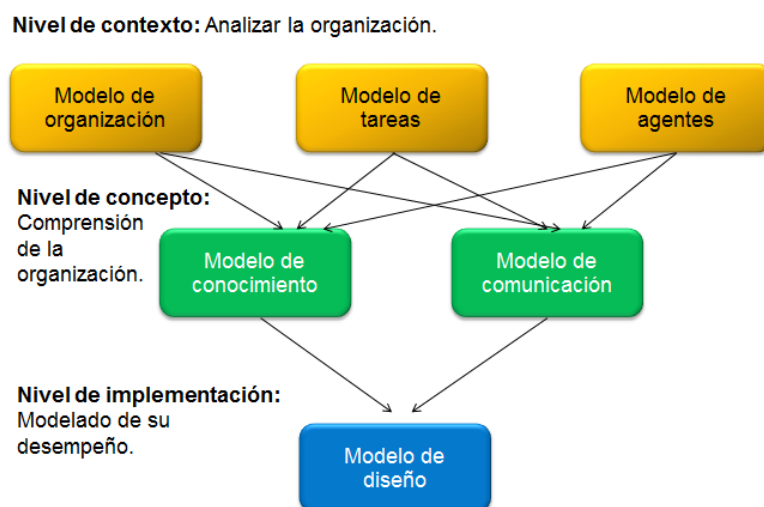 Nivel de contexto: Analizar la organización.
Modelo de
organización
Modelo de
tareas
Modelo de
agentes
Nivel de concepto:
Comprensión
de la
organización.
Modelo de
conocimiento
Modelo de
comunicación
Nivel de implementación:
Modelado de su
desempeño.
Modelo de
diseño